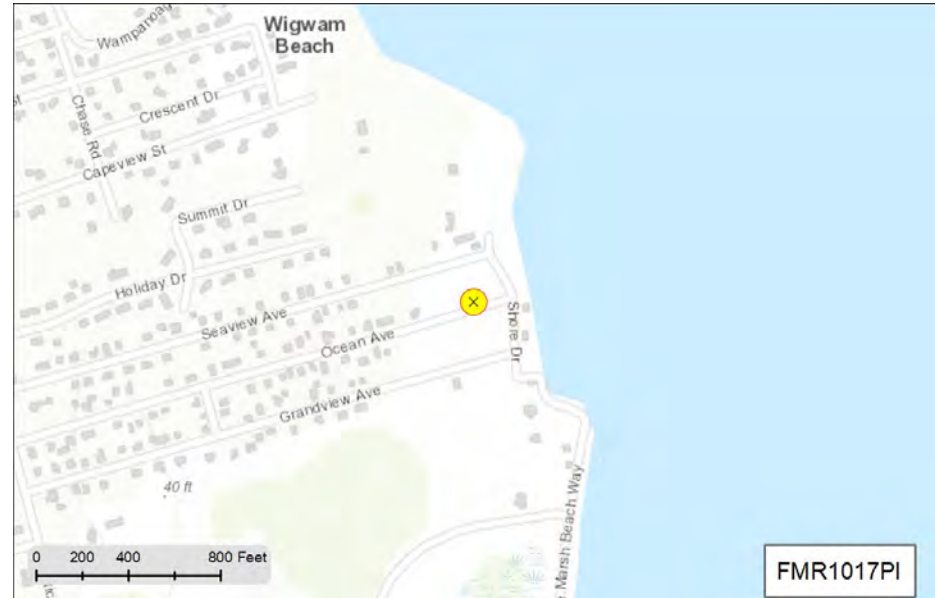 Wigwam
Beach
Wampanoag
Crescent Dr
Chase Rd
Capeview St
Summit Dr
Holiday Dr
Seaview Ave
Ocean Ave
Shore Dr
Grandview Ave
40 ft
Marsh Beach Way
0 200 400 800 Feet
FMR1017PI